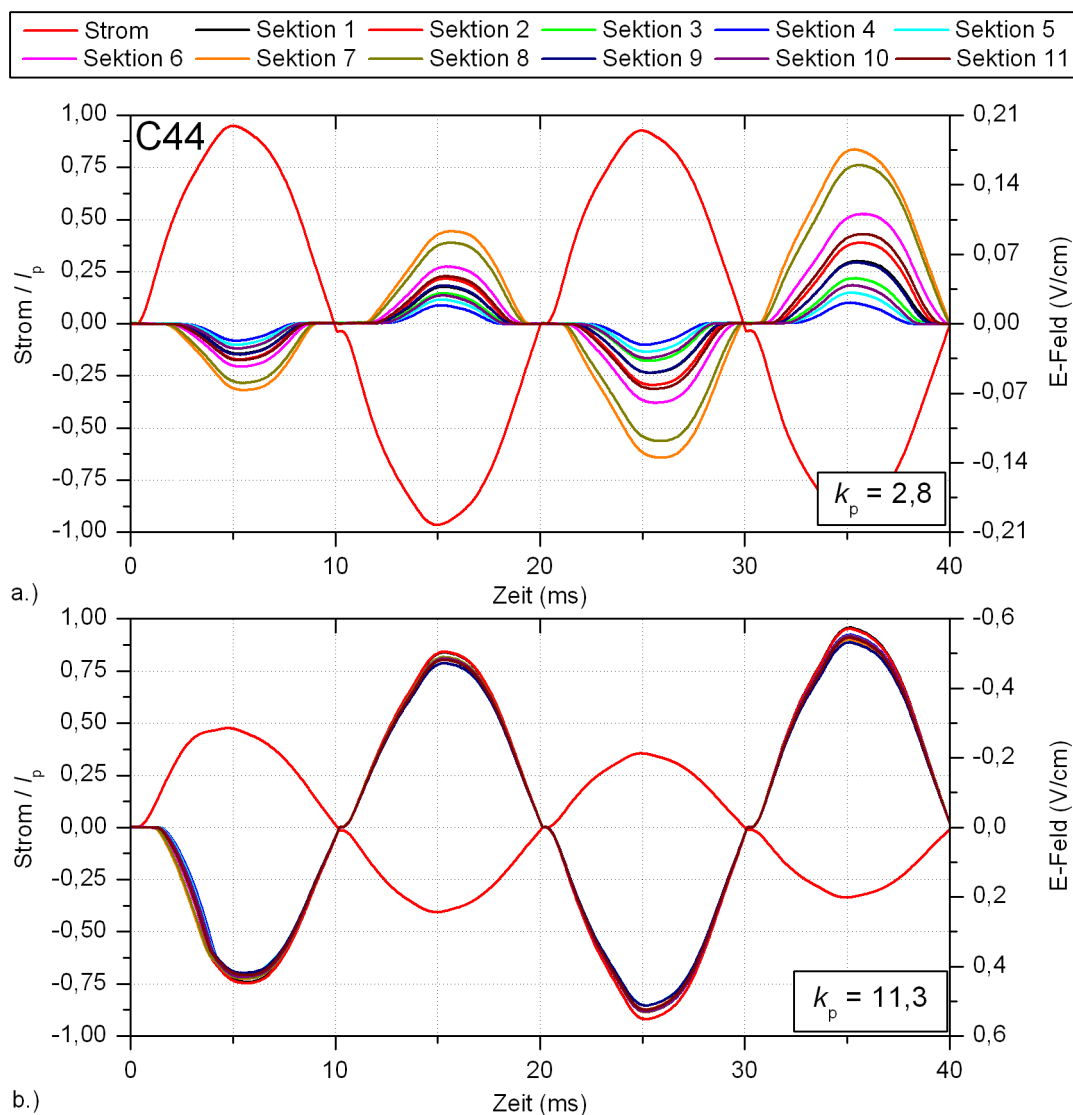 Strom Sektion 1 Sektion 2 Sektion 3 Sektion 4 Sektion 5
Sektion 6 Sektion 7 Sektion 8 Sektion 9 Sektion 10 Sektion 11
C44
Strom / Ip
1,00
0,75
0,50
0,25
0,00
-0,25
-0,50
-0,75
-1,00
E-Feld (V/cm)
0,21
0,14
0,07
0,00
-0,07
-0,14
-0,21
kp = 2,8
0 10 20 30 40
Zeit (ms)
a.)
Strom / Ip
1,00
0,75
0,50
0,25
0,00
-0,25
-0,50
-0,75
-1,00
E-Feld (V/cm)
-0,6
-0,4
-0,2
0,0
0,2
0,4
0,6
kp = 11,3
0 10 20 30 40
Zeit (ms)
b.)